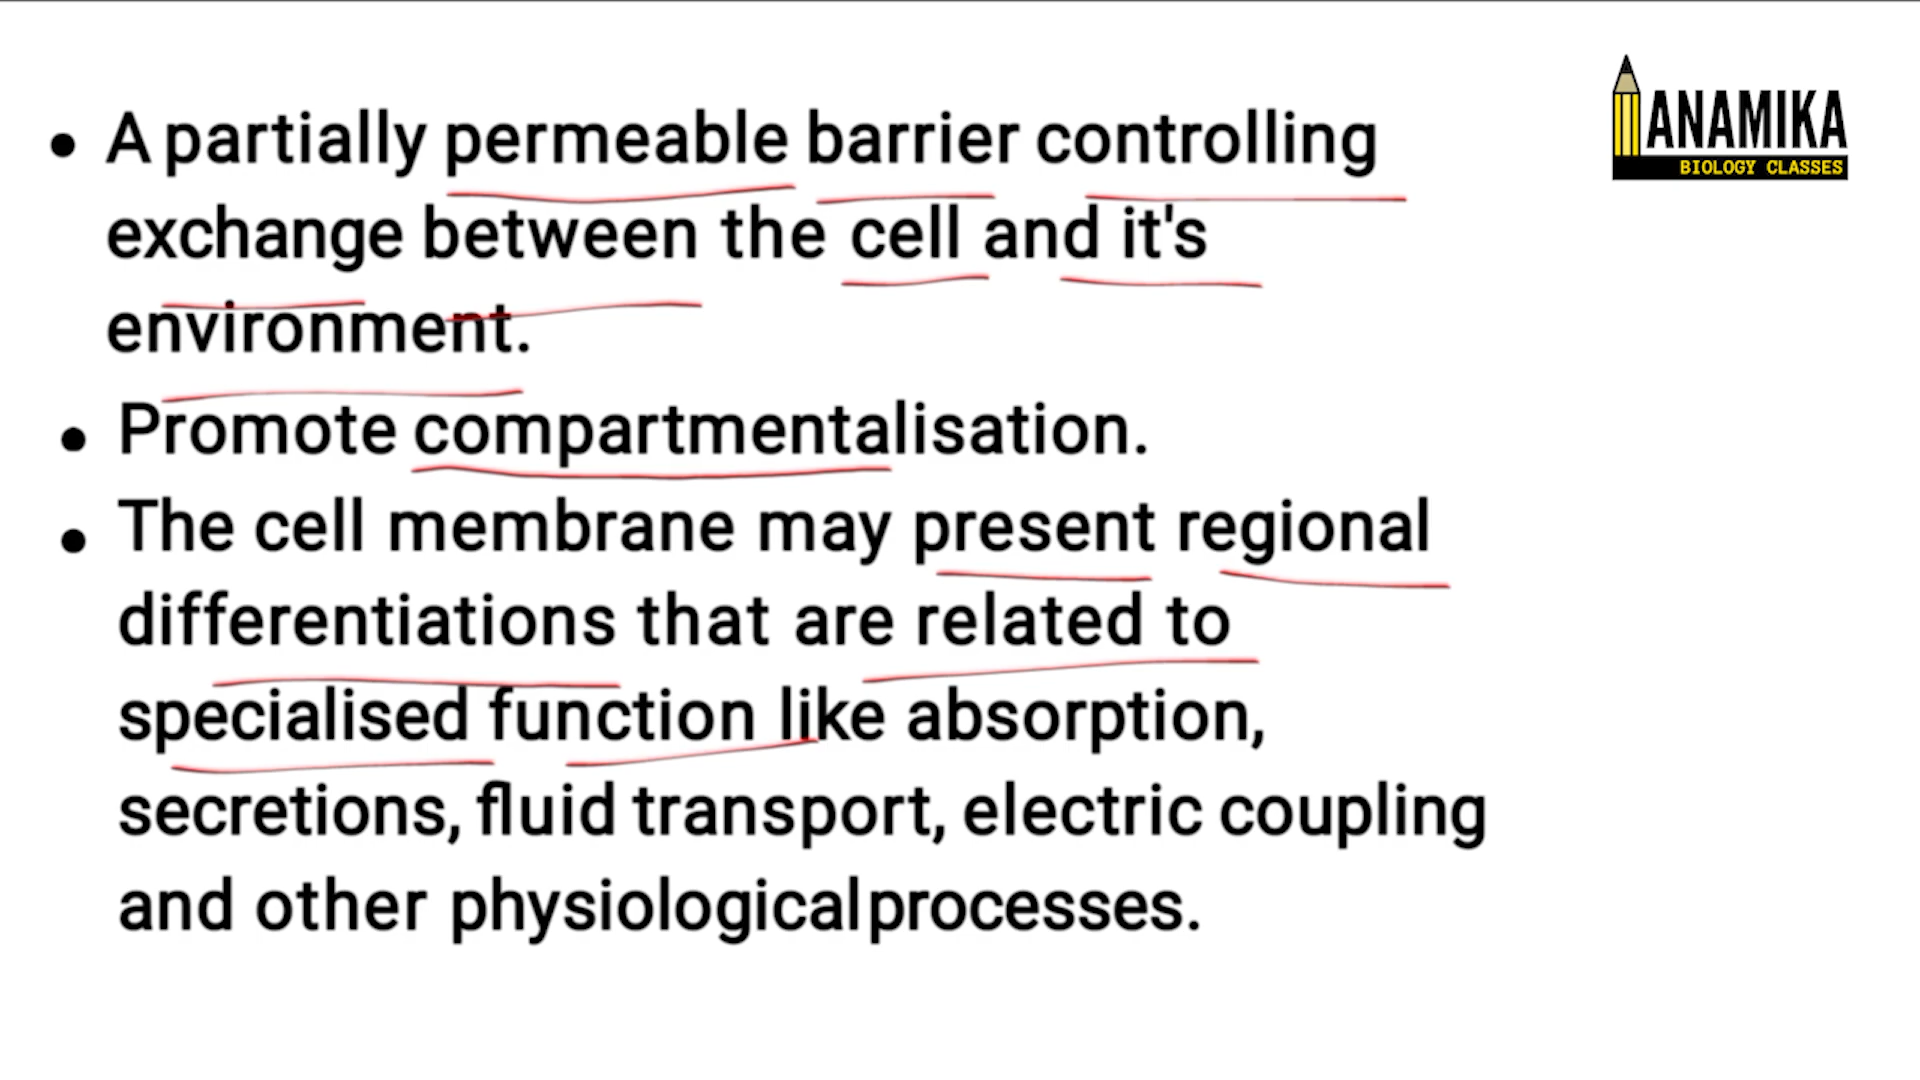 • A partially permeable barrier controlling
exchange between the cell and it's
environment.
• Promote compartmentalisation.
• The cell membrane may present regional
differentiations that are related to
specialised function like absorption,
secretions, fluid transport, electric coupling
and other physiological processes.
ANAMIKA
BIOLOGY CLASSES